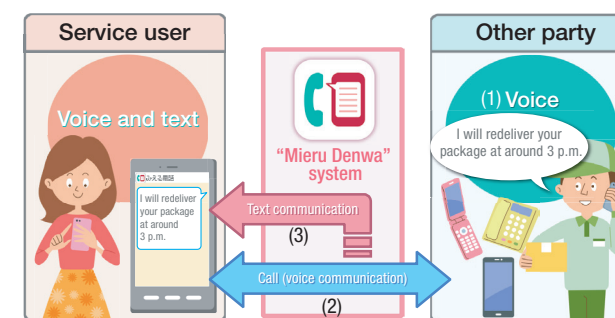 Service user
Voice and text
I will redeliver
your package
at around
3 p.m.
“Mieru Denwa”
system
Text communication
(3)
Call (voice communication)
(2)
Other party
(1) Voice
I will redeliver your
package at around 3 p.m.